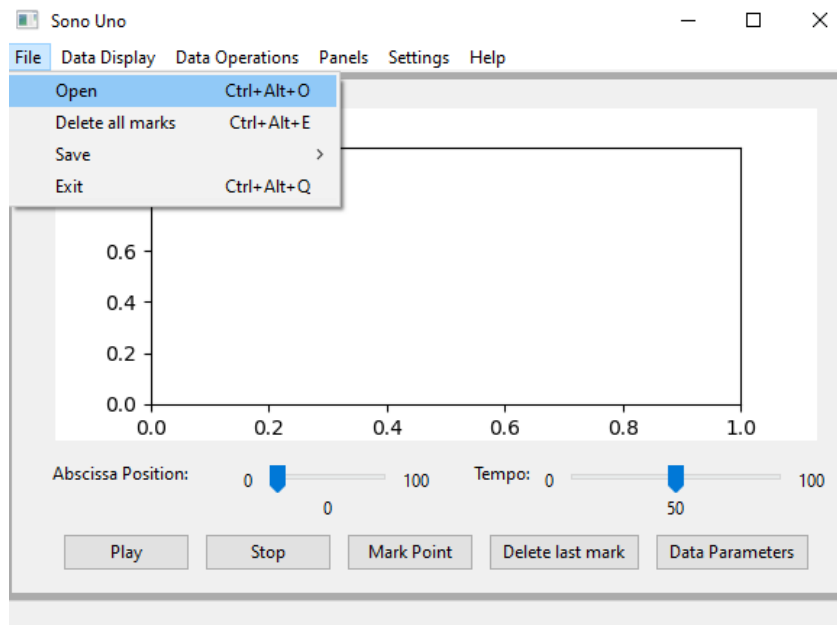 Sono Uno
File Data Display Data Operations Panels Settings Help
Open Ctrl+Alt+O
Delete all marks Ctrl+Alt+E
Save
Exit Ctrl+Alt+Q
0.6
0.4
0.2
0.0
0.0 0.2 0.4 0.6 0.8 1.0
Abscissa Position: 0 100 Tempo: 0 100
0 50
Play Stop Mark Point Delete last mark Data Parameters